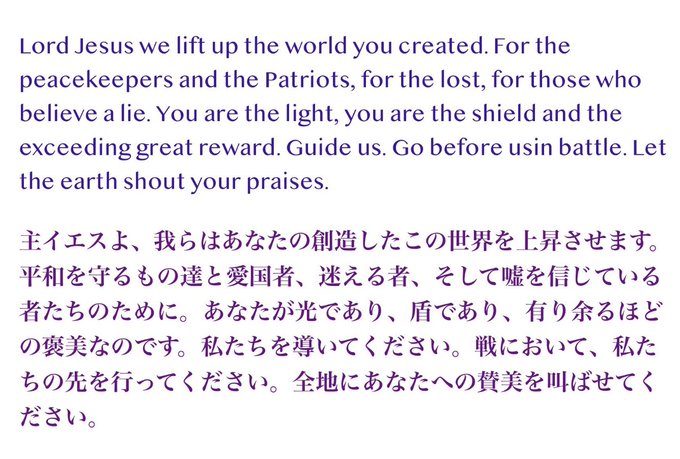 Lord Jesus we lift up the world you created. For the
peacekeepers and the Patriots, for the lost, for those who
believe a lie. You are the light, you are the shield and the
exceeding great reward. Guide us. Go before usin battle. Let
the earth shout your praises.
主イエスよ、我らはあなたの創造したこの世界を上昇させます。
平和を守るもの達と愛国者、迷える者、そして嘘を信じている
者たちのために。あなたが光であり、盾であり、有り余るほど
の褒美なのです。私たちを導いてください。戦において、私た
ちの先を行ってください。全地にあなたへの賛美を叫ばせてく
ださい。